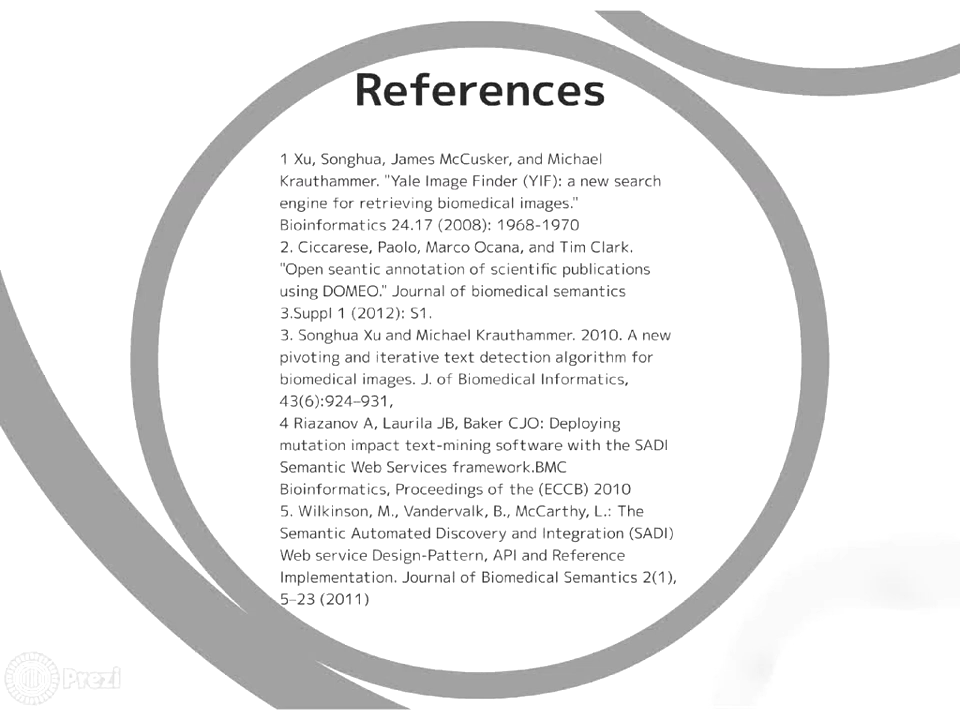 References
1 Xu, Songhua, James McCusker, and Michael
Krauthammer. "Yale Image Finder (YIF): a new search
engine for retrieving biomedical images."
Bioinformatics 24.17 (2008): 1968-1970
2. Ciccarese, Paolo, Marco Ocana, and Tim Clark.
"Open seantic annotation of scientific publications
using DOMEO." Journal of biomedical semantics
3.Suppl 1 (2012): S1.
3. Songhua Xu and Michael Krauthammer. 2010. A new
pivoting and iterative text detection algorithm for
biomedical images. J. of Biomedical Informatics,
43(6):924–931,
4 Riazanov A, Laurila JB, Baker CJO: Deploying
mutation impact text-mining software with the SADI
Semantic Web Services framework.BMC
Bioinformatics, Proceedings of the (ECCB) 2010
5. Wilkinson, M., Vandervalk, B., McCarthy, L.: The
Semantic Automated Discovery and Integration (SADI)
Web service Design-Pattern, API and Reference
Implementation. Journal of Biomedical Semantics 2(1),
5–23 (2011)
Prezi